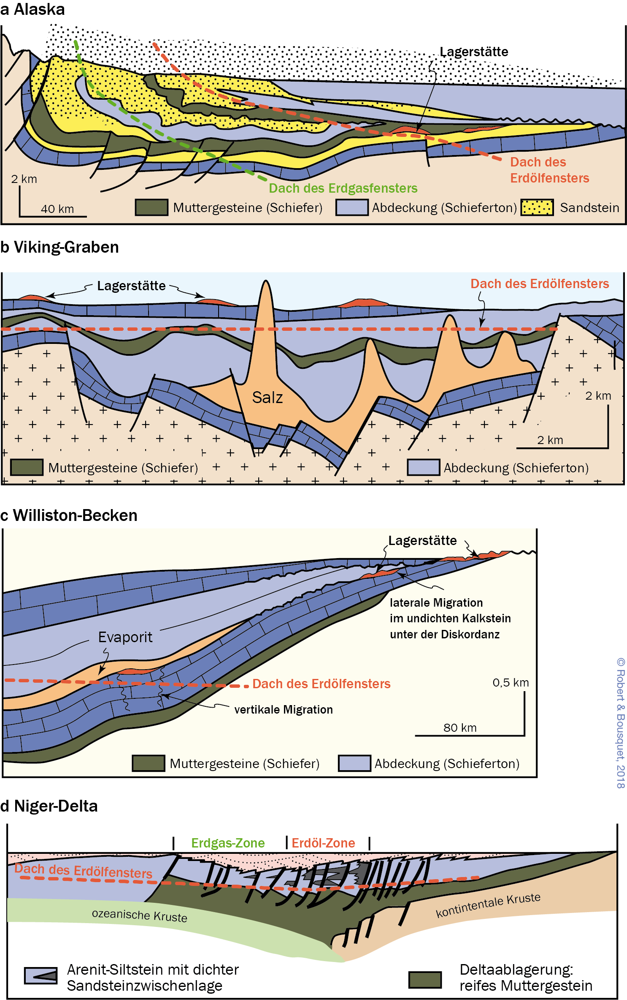 a Alaska
Lagerstätte
Dach des
Erdölfensters
Dach des Erdgasfensters
2 km
40 km
Muttergesteine (Schiefer)
Abdeckung (Schieferton)
Sandstein
b Viking-Graben
Lagerstätte
Dach des Erdölfensters
Salz
2 km
2 km
Muttergesteine (Schiefer)
Abdeckung (Schieferton)
c Williston-Becken
Lagerstätte
laterale Migration
im undichten Kalkstein
unter der Diskordanz
Evaporit
Dach des Erdölfensters
vertikale Migration
0,5 km
80 km
Muttergesteine (Schiefer)
Abdeckung (Schieferton)
© Robert & Bousquet, 2018
d Niger-Delta
Erdgas-Zone
Erdöl-Zone
Dach des Erdölfensters
ozeanische Kruste
kontintentale Kruste
Arenit-Siltstein mit dichter
Sandsteinzwischenlage
Deltaablagerung:
reifes Muttergestein